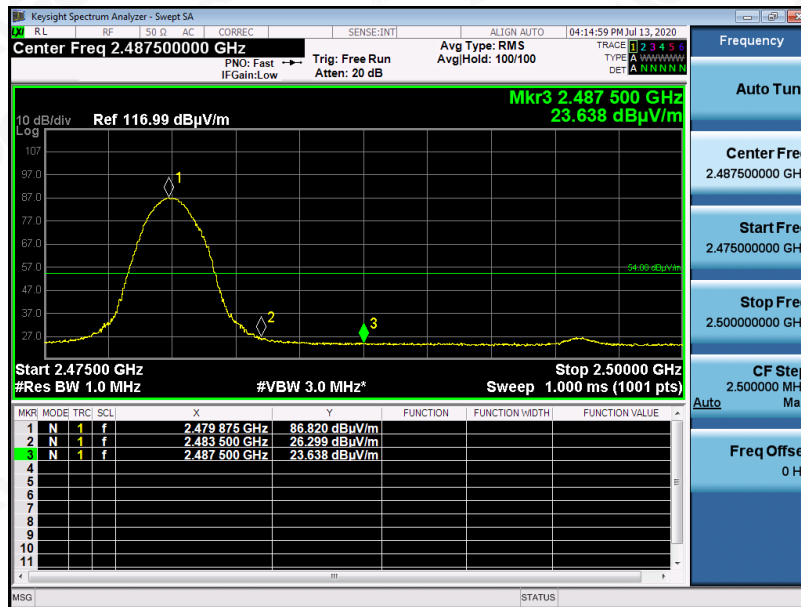 Keysight Spectrum Analyzer - Swept SA
LXI RL RF 50 Ω AC CORREC SENSE:INT ALIGN AUTO 04:14:59 PM Jul 13, 2020
Center Freq 2.487500000 GHz
PNO: Fast
IFGain:Low
Trig: Free Run
Atten: 20 dB
Avg Type: RMS
Avg|Hold: 100/100
TRACE 1 2 3 4 5 6
TYPE A WWWWW
DET A N N N N N
Mkr3 2.487 500 GHz
23.638 dBµV/m
10 dB/div Ref 116.99 dBµV/m
Log
107
97.0
87.0
77.0
67.0
57.0
47.0
37.0
27.0
1
2
3
54.00 dBµV/m
Start 2.47500 GHz Stop 2.50000 GHz
#Res BW 1.0 MHz #VBW 3.0 MHz* Sweep 1.000 ms (1001 pts)
MKR MODE TRC SCL X Y FUNCTION FUNCTION WIDTH FUNCTION VALUE
1 N 1 f 2.479 875 GHz 86.820 dBµV/m
2 N 1 f 2.483 500 GHz 26.299 dBµV/m
3 N 1 f 2.487 500 GHz 23.638 dBµV/m
4
5
6
7
8
9
10
11
MSG STATUS
Frequency
Auto Tun
Center Fre
2.487500000 GH
Start Fre
2.475000000 GH
Stop Fre
2.500000000 GH
CF Step
2.500000 MH
Auto Ma
Freq Offse
0 H